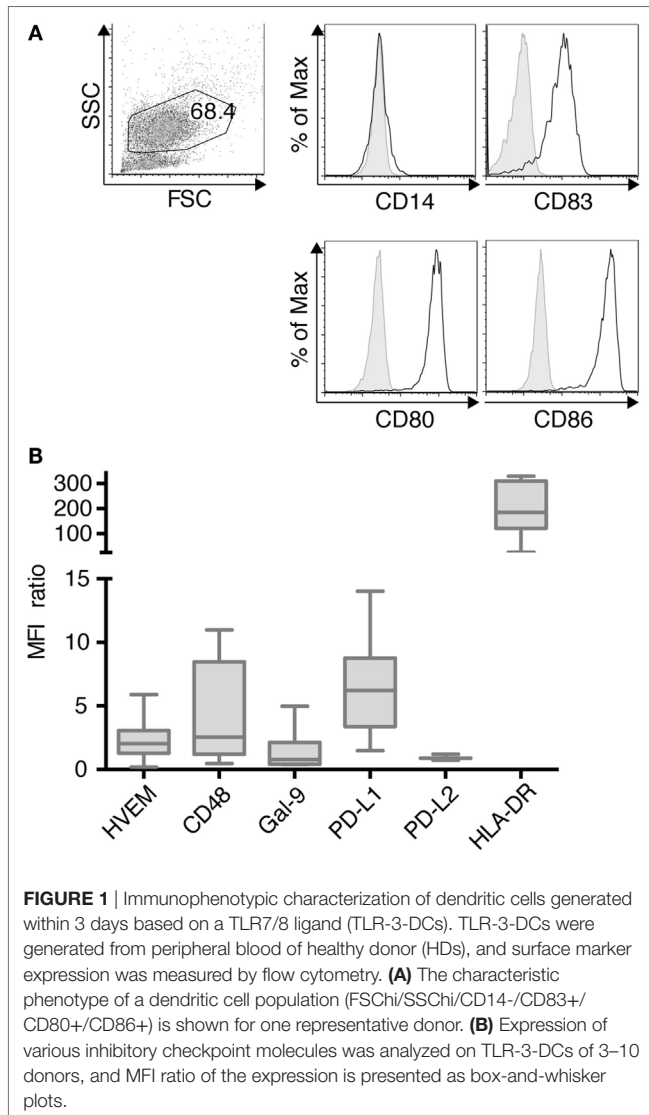 A
SSC
68.4
FSC
% of Max
CD14
CD83
% of Max
CD80
CD86
B
MFI ratio
300
200
100
15
10
5
0
HVEM
CD48
Gal-9
PD-L1
PD-L2
HLA-DR
FIGURE 1 | Immunophenotypic characterization of dendritic cells generated
within 3 days based on a TLR7/8 ligand (TLR-3-DCs). TLR-3-DCs were
generated from peripheral blood of healthy donor (HDs), and surface marker
expression was measured by flow cytometry. (A) The characteristic
phenotype of a dendritic cell population (FSChi/SSChi/CD14-/CD83+/
CD80+/CD86+) is shown for one representative donor. (B) Expression of
various inhibitory checkpoint molecules was analyzed on TLR-3-DCs of 3–10
donors, and MFI ratio of the expression is presented as box-and-whisker
plots.